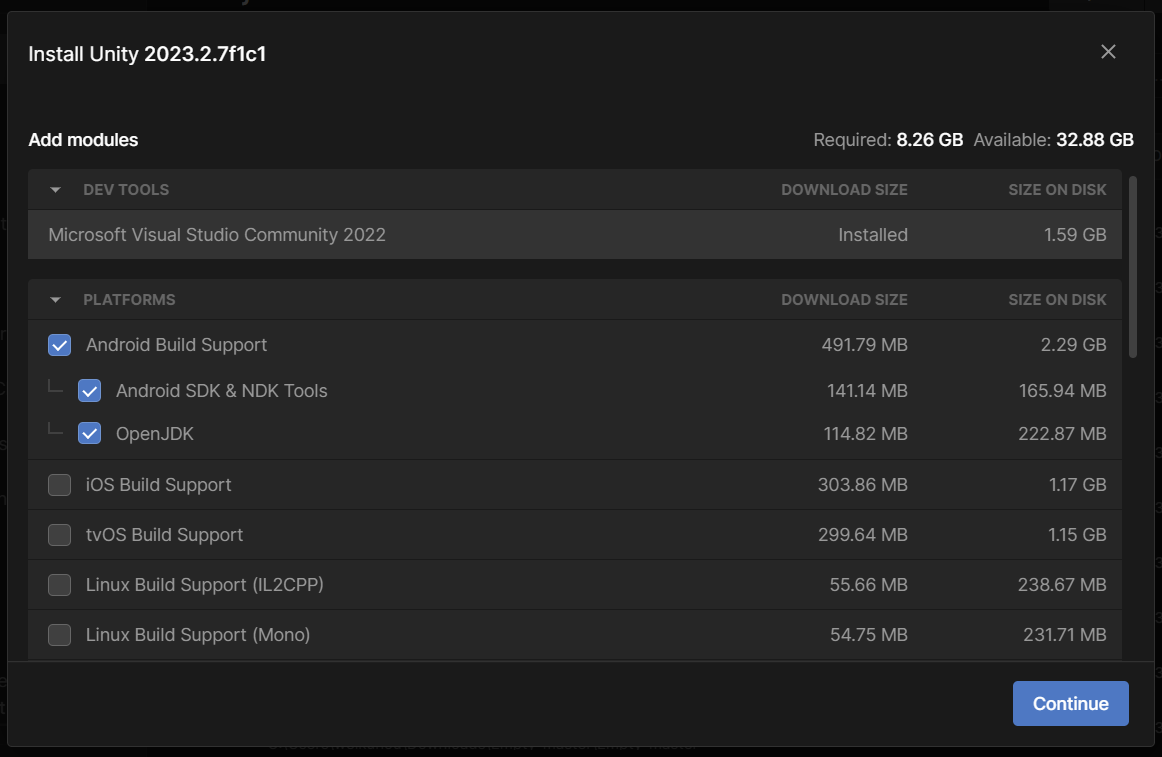 Install Unity 2023.2.7f1c1
Add modules
Required: 8.26 GB Available: 32.88 GB
DEV TOOLS DOWNLOAD SIZE SIZE ON DISK
Microsoft Visual Studio Community 2022 Installed 1.59 GB
PLATFORMS DOWNLOAD SIZE SIZE ON DISK
Android Build Support 491.79 MB 2.29 GB
Android SDK & NDK Tools 141.14 MB 165.94 MB
OpenJDK 114.82 MB 222.87 MB
iOS Build Support 303.86 MB 1.17 GB
tvOS Build Support 299.64 MB 1.15 GB
Linux Build Support (IL2CPP) 55.66 MB 238.67 MB
Linux Build Support (Mono) 54.75 MB 231.71 MB
Continue